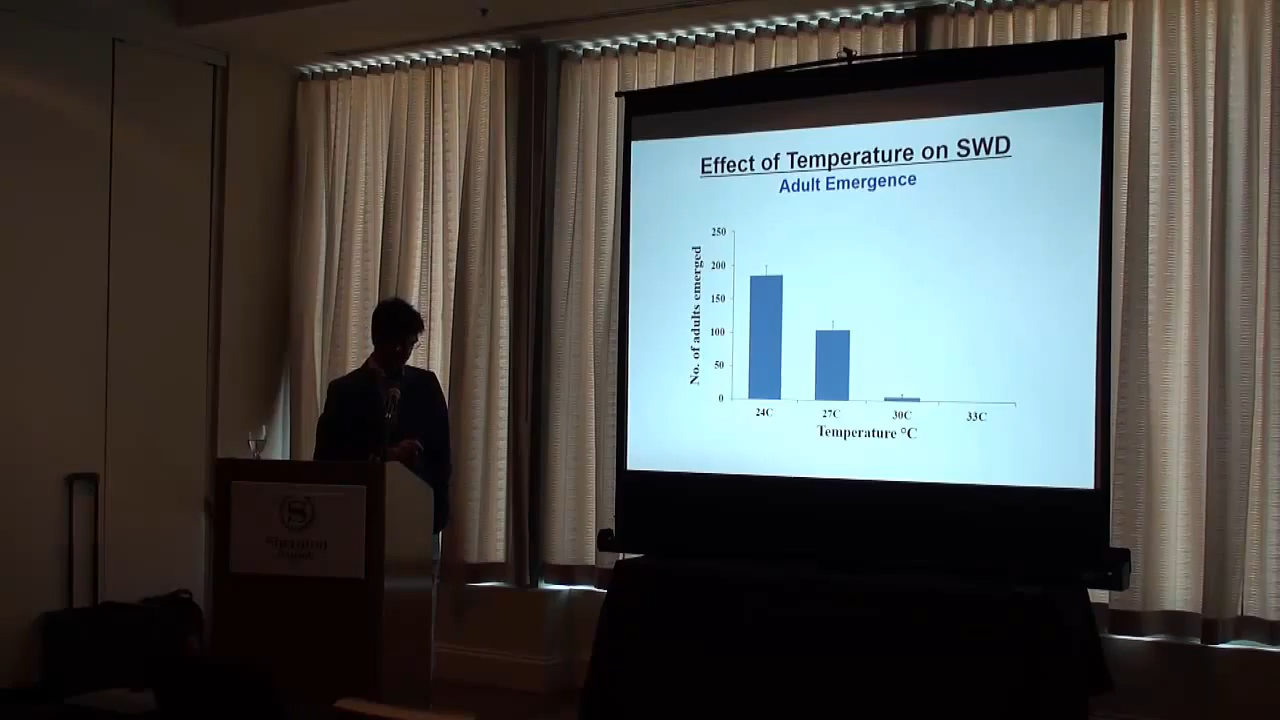 Effect of Temperature on SWD
Adult Emergence
No. of adults emerged
250
200
150
100
50
0
24C 27C 30C 33C
Temperature °C
S
Sheraton